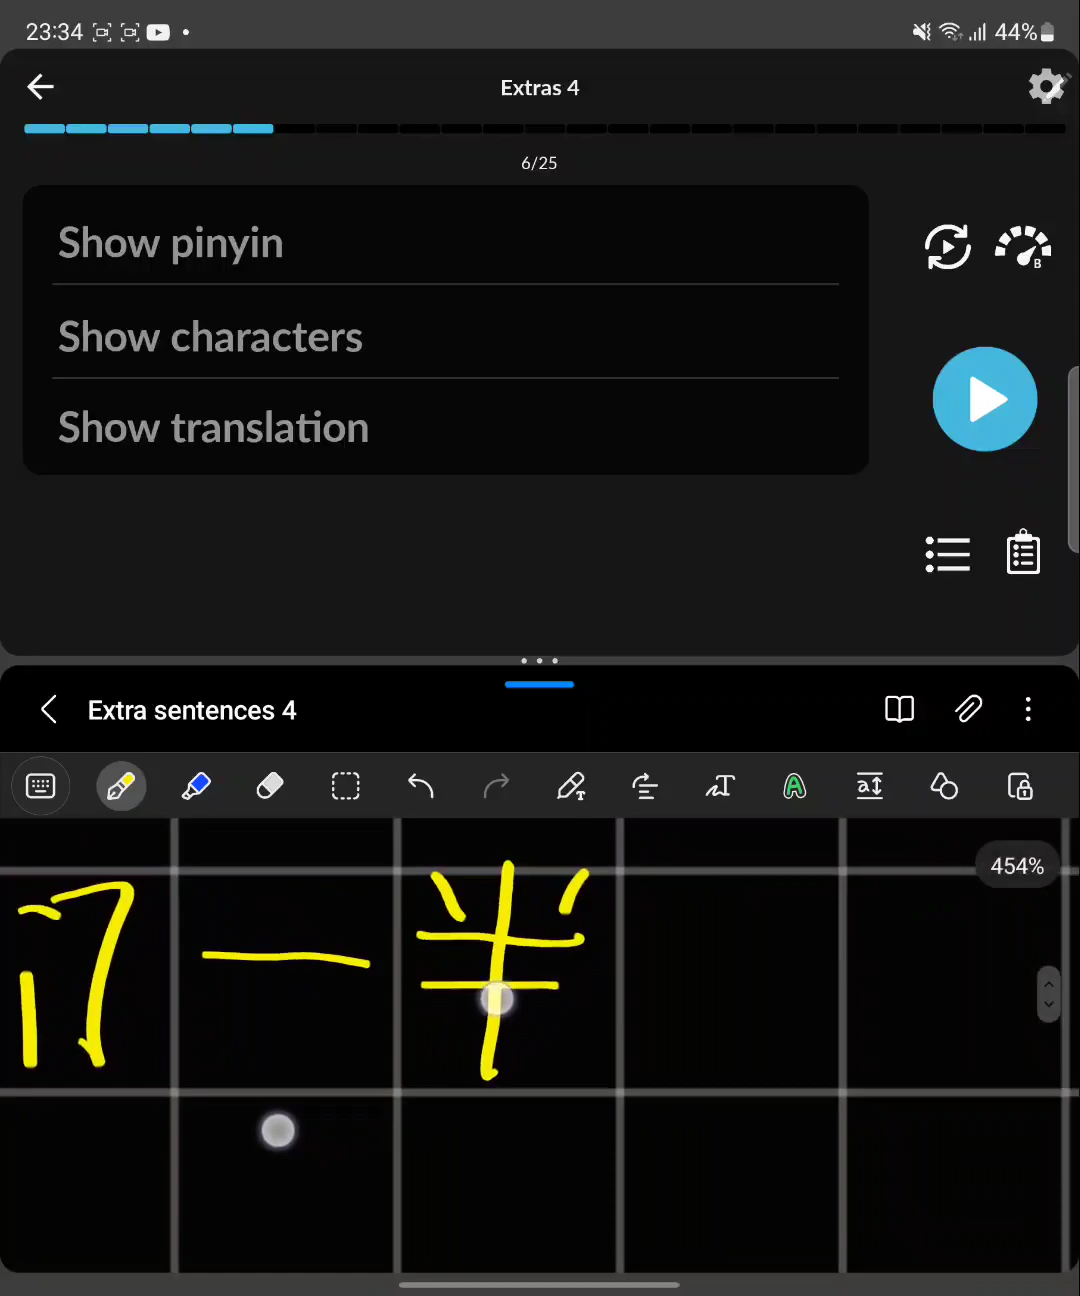 23:34
44%
Extras 4
6/25
Show pinyin
Show characters
Show translation
B
Extra sentences 4
454%
门一半